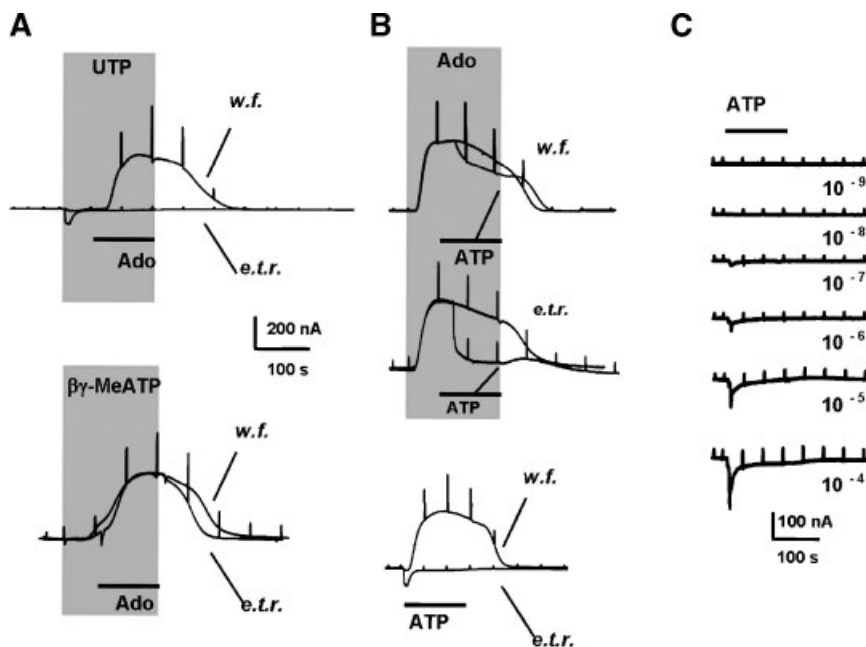 A
UTP
w.f.
Ado
e.t.r.
200 nA
100 s
βγ-MeATP
w.f.
Ado
e.t.r.
B
Ado
w.f.
ATP
e.t.r.
ATP
w.f.
ATP
e.t.r.
C
ATP
10 -9
10 -8
10 -7
10 -6
10 -5
10 -4
100 nA
100 s